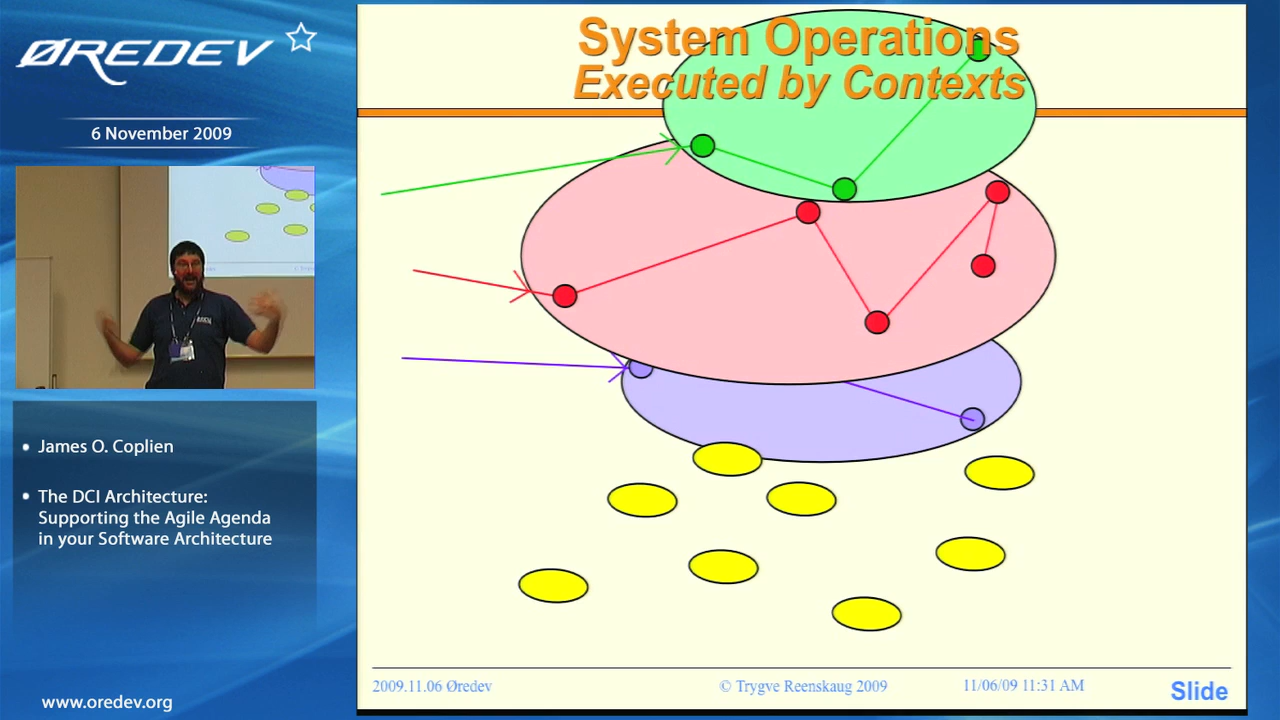 ØREDEV
6 November 2009
James O. Coplien
The DCI Architecture:
Supporting the Agile Agenda
in your Software Architecture
www.oredev.org
System Operations
Executed by Contexts
2009.11.06 Øredev
© Trygve Reenskaug 2009
11/06/09 11:31 AM
Slide